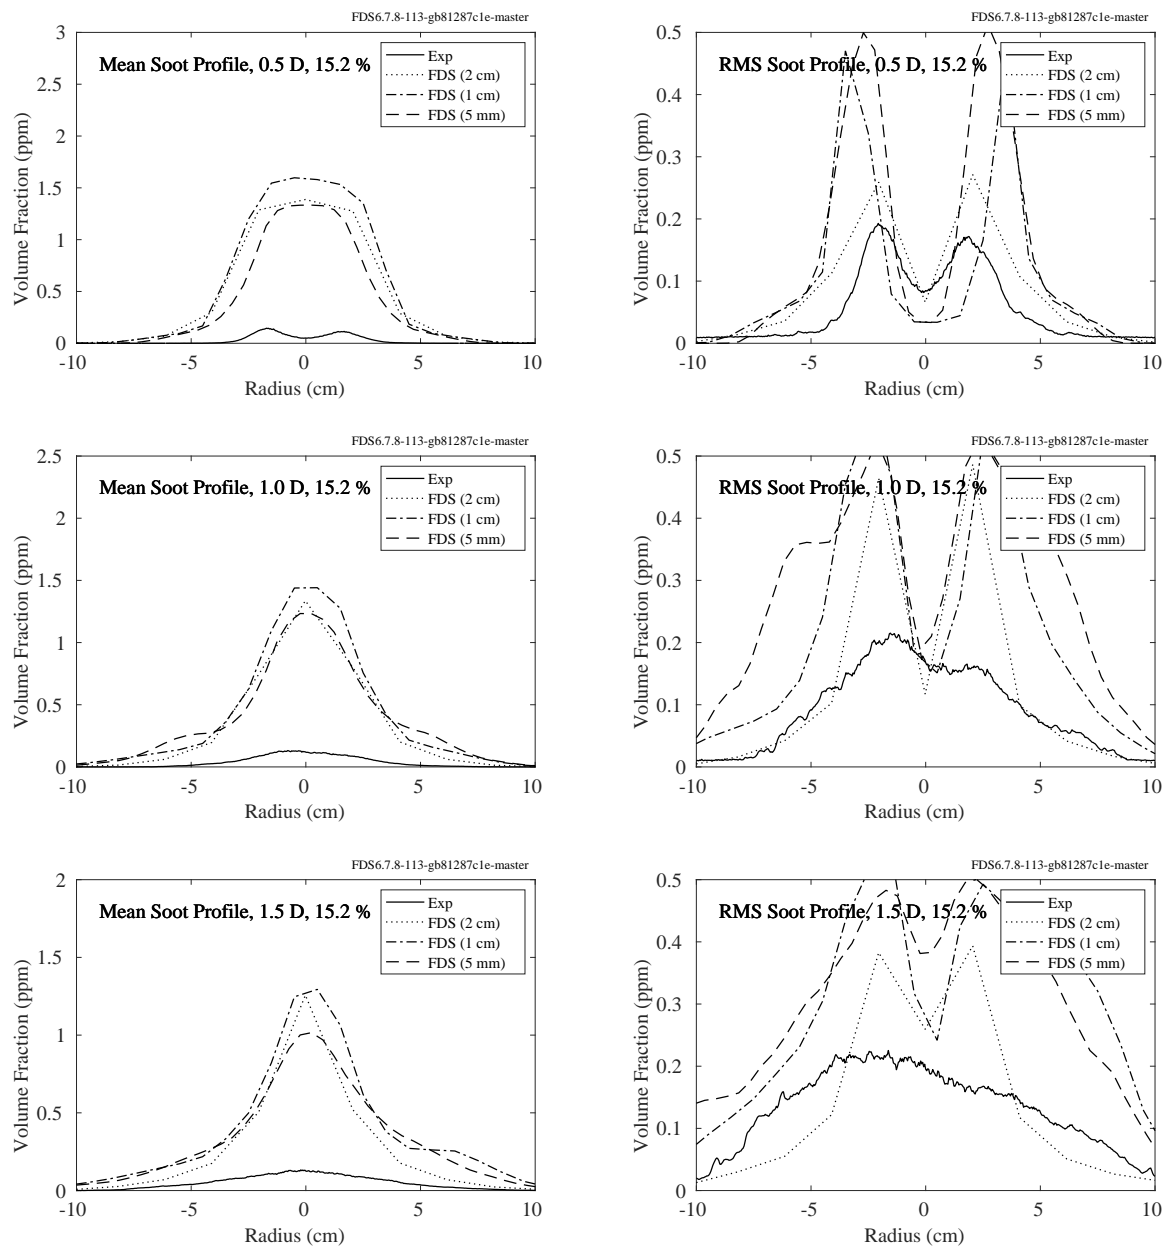 FDS6.7.8-113-gb81287c1e-master
Mean Soot Profile, 0.5 D, 15.2 %
Exp
FDS (2 cm)
FDS (1 cm)
FDS (5 mm)
3
2.5
2
1.5
1
0.5
0
Volume Fraction (ppm)
-10 -5 0 5 10
Radius (cm)
FDS6.7.8-113-gb81287c1e-master
RMS Soot Profile, 0.5 D, 15.2 %
Exp
FDS (2 cm)
FDS (1 cm)
FDS (5 mm)
0.5
0.4
0.3
0.2
0.1
0
Volume Fraction (ppm)
-10 -5 0 5 10
Radius (cm)
FDS6.7.8-113-gb81287c1e-master
Mean Soot Profile, 1.0 D, 15.2 %
Exp
FDS (2 cm)
FDS (1 cm)
FDS (5 mm)
2.5
2
1.5
1
0.5
0
Volume Fraction (ppm)
-10 -5 0 5 10
Radius (cm)
FDS6.7.8-113-gb81287c1e-master
RMS Soot Profile, 1.0 D, 15.2 %
Exp
FDS (2 cm)
FDS (1 cm)
FDS (5 mm)
0.5
0.4
0.3
0.2
0.1
0
Volume Fraction (ppm)
-10 -5 0 5 10
Radius (cm)
FDS6.7.8-113-gb81287c1e-master
Mean Soot Profile, 1.5 D, 15.2 %
Exp
FDS (2 cm)
FDS (1 cm)
FDS (5 mm)
2
1.5
1
0.5
0
Volume Fraction (ppm)
-10 -5 0 5 10
Radius (cm)
FDS6.7.8-113-gb81287c1e-master
RMS Soot Profile, 1.5 D, 15.2 %
Exp
FDS (2 cm)
FDS (1 cm)
FDS (5 mm)
0.5
0.4
0.3
0.2
0.1
0
Volume Fraction (ppm)
-10 -5 0 5 10
Radius (cm)